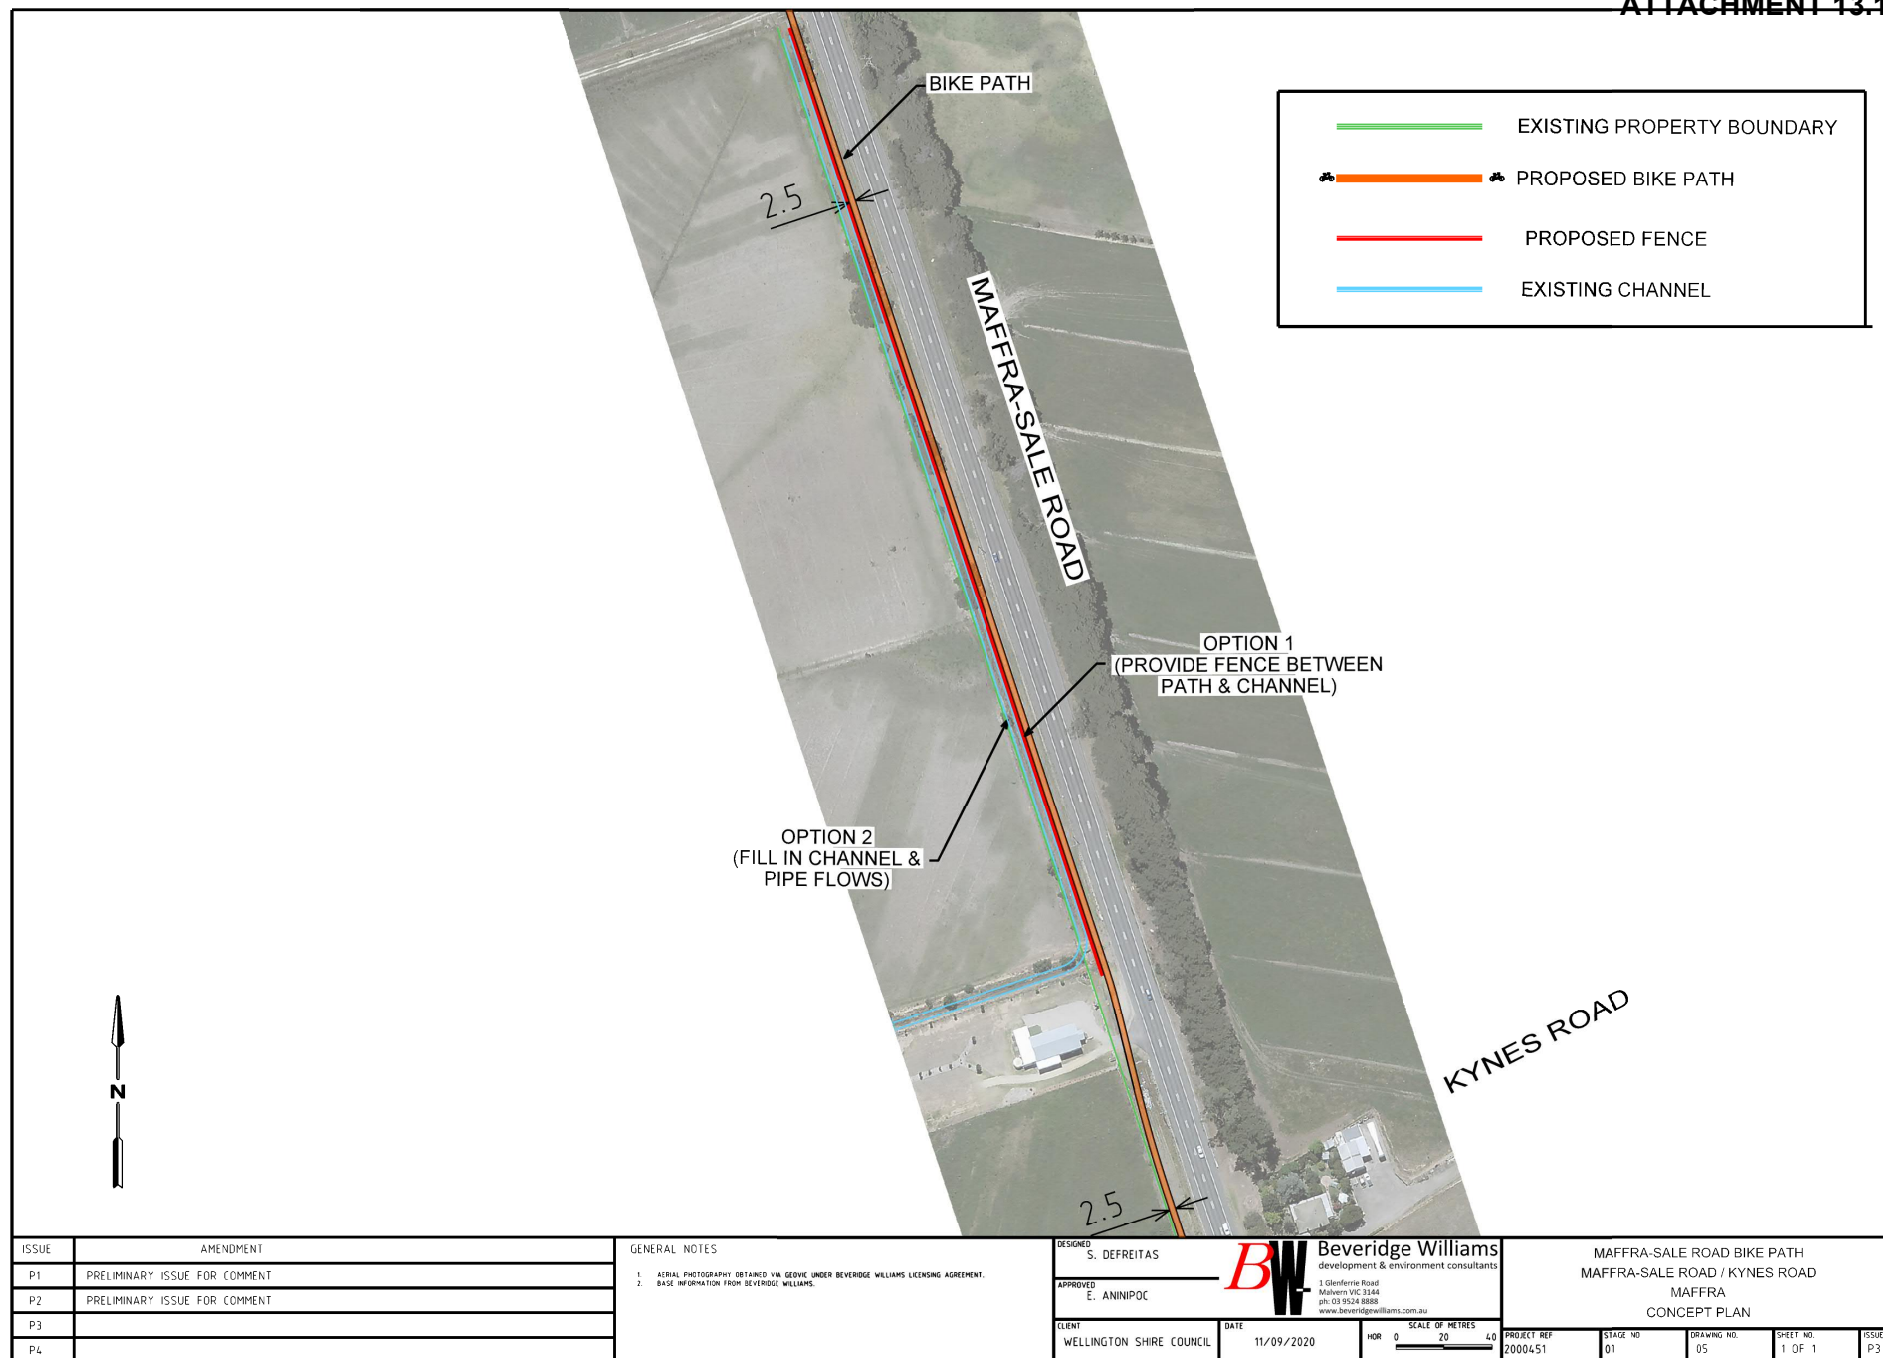 ATTACHMENT 13.1
BIKE PATH
2.5
EXISTING PROPERTY BOUNDARY
PROPOSED BIKE PATH
PROPOSED FENCE
EXISTING CHANNEL
MAFFRA-SALE ROAD
OPTION 1
(PROVIDE FENCE BETWEEN
PATH & CHANNEL)
OPTION 2
(FILL IN CHANNEL &
PIPE FLOWS)
N
KYNES ROAD
2.5
ISSUE AMENDMENT
P1 PRELIMINARY ISSUE FOR COMMENT
P2 PRELIMINARY ISSUE FOR COMMENT
P3
P4
GENERAL NOTES
1. AERIAL PHOTOGRAPHY OBTAINED VIA GEOVIC UNDER BEVERIDGE WILLIAMS LICENSING AGREEMENT.
2. BASE INFORMATION FROM BEVERIDGE WILLIAMS.
DESIGNED
S. DEFREITAS
APPROVED
E. ANINIPOC
CLIENT
WELLINGTON SHIRE COUNCIL
DATE
11/09/2020
BW
Beveridge Williams
development & environment consultants
1 Glenferrie Road
Malvern VIC 3144
ph: 03 9524 8888
www.beveridgewilliams.com.au
SCALE OF METRES
HOR 0 20 40
MAFFRA-SALE ROAD BIKE PATH
MAFFRA-SALE ROAD / KYNES ROAD
MAFFRA
CONCEPT PLAN
PROJECT REF
2000451
STAGE NO
01
DRAWING NO.
05
SHEET NO.
1 OF 1
ISSUE
P3